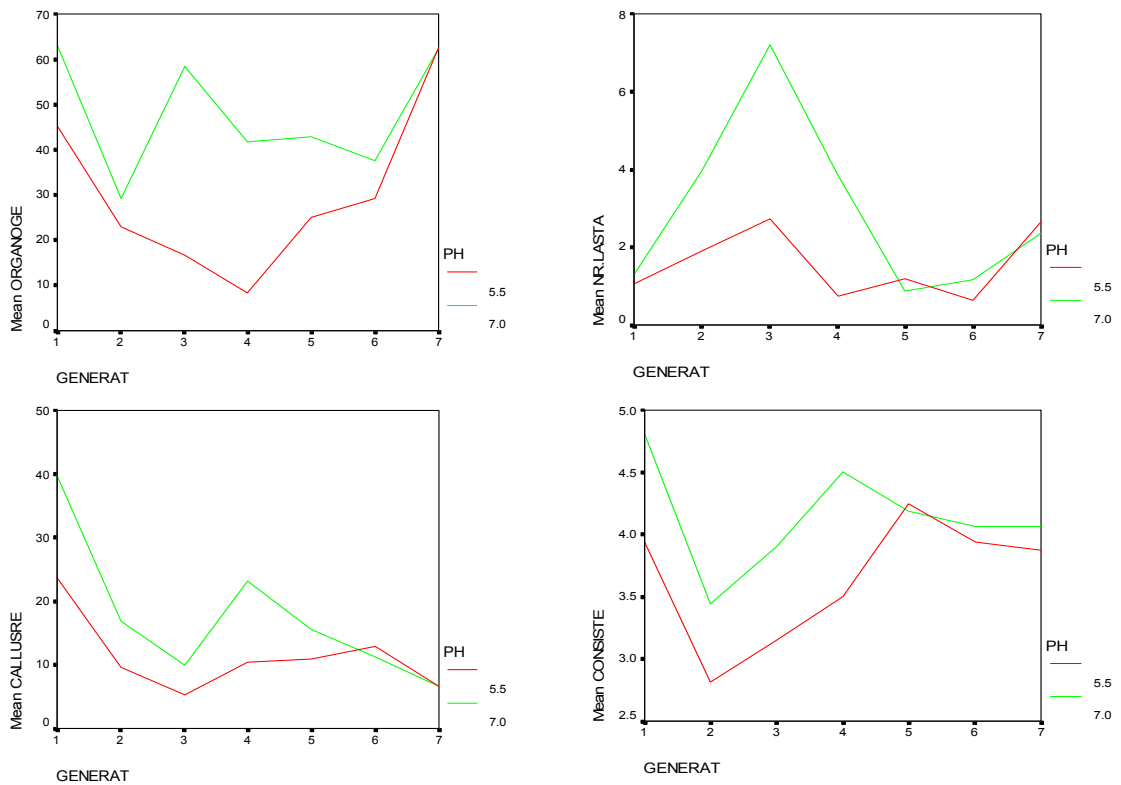 70
60
50
40
30
20
10
0
Mean ORGANOGE
1 2 3 4 5 6 7
GENERAT
PH
5.5
7.0
8
6
4
2
0
Mean NR.LASTA
1 2 3 4 5 6 7
GENERAT
PH
5.5
7.0
50
40
30
20
10
0
Mean CALLUSRE
1 2 3 4 5 6 7
GENERAT
PH
5.5
7.0
5.0
4.5
4.0
3.5
3.0
2.5
Mean CONSISTE
1 2 3 4 5 6 7
GENERAT
PH
5.5
7.0